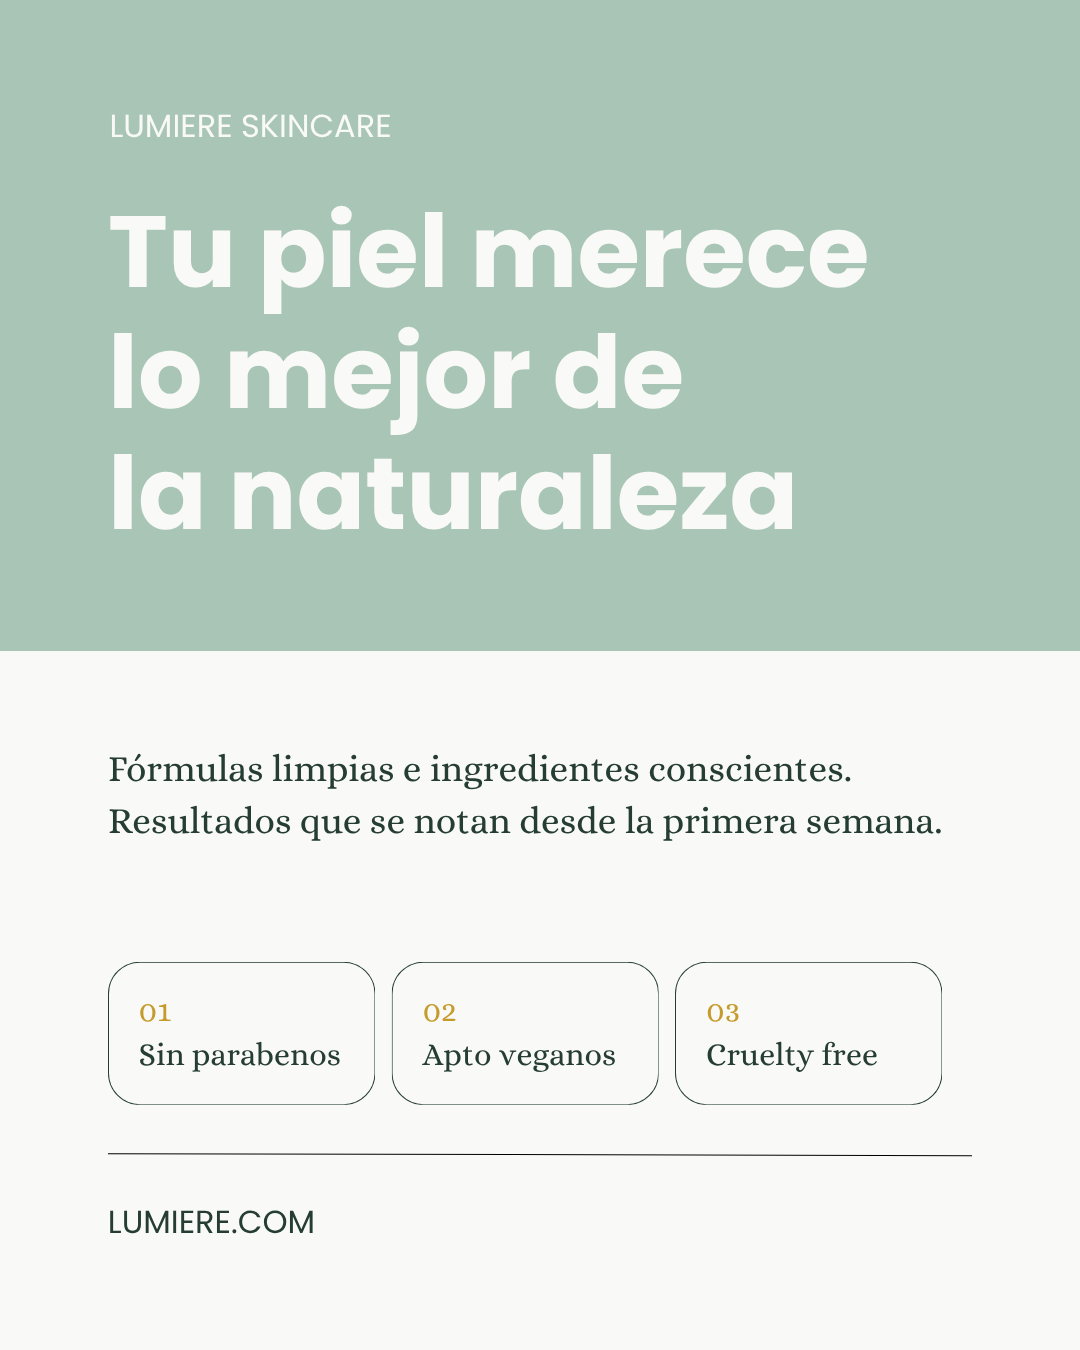 LUMIERE SKINCARE
Tu piel merece
lo mejor de
la naturaleza
Fórmulas limpias e ingredientes conscientes.
Resultados que se notan desde la primera semana.
01
Sin parabenos
02
Apto veganos
03
Cruelty free
LUMIERE.COM